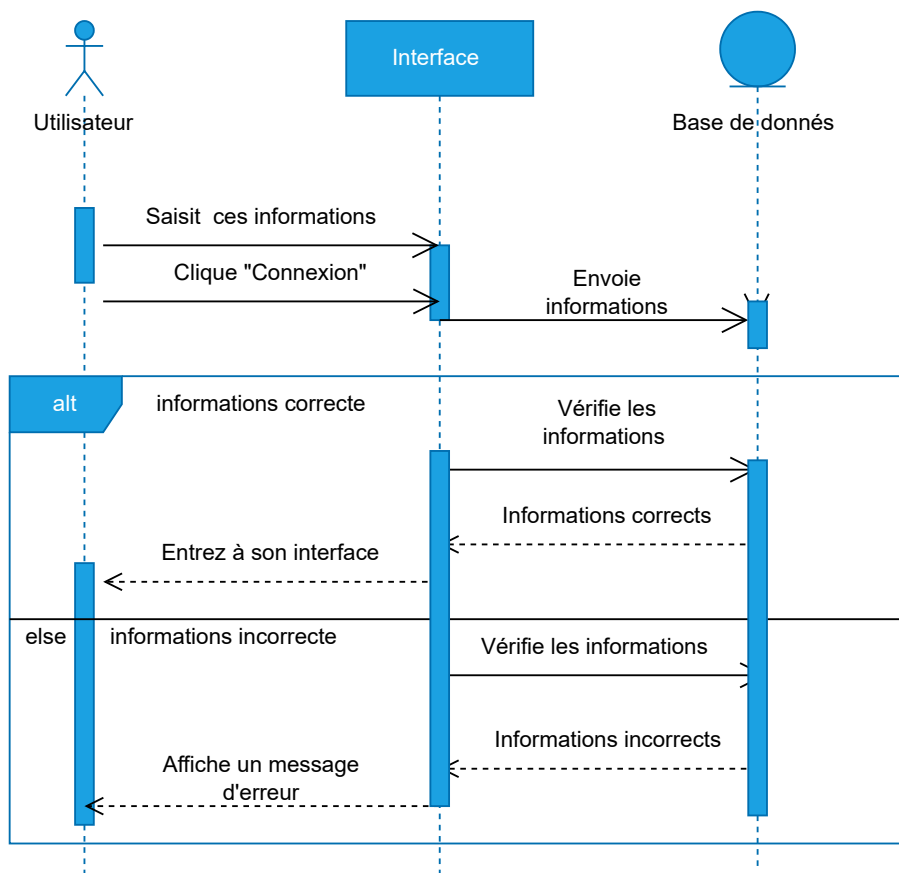 Interface
Utilisateur
Base de donnés
Saisit  ces informations
Clique "Connexion"
Envoie
informations
alt
informations correcte
Vérifie les
informations
Informations corrects
Entrez à son interface
else
informations incorrecte
Vérifie les informations
Informations incorrects
Affiche un message
d'erreur